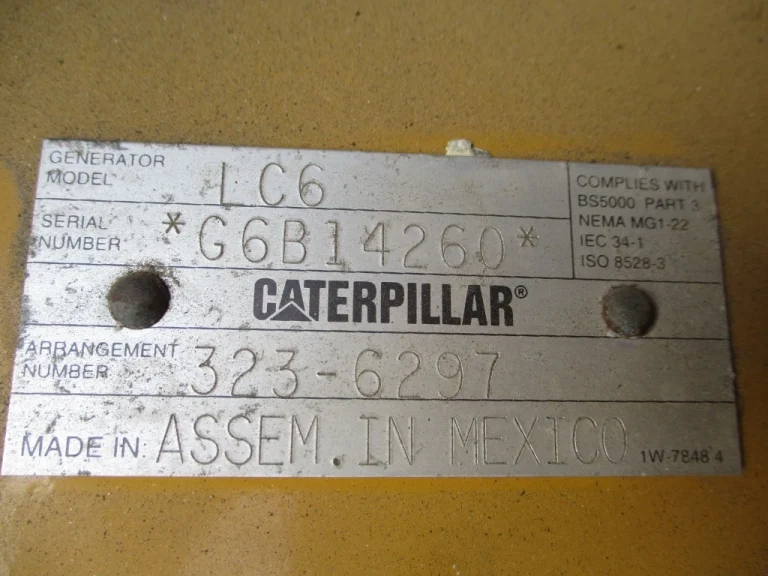 GENERATOR
MODEL LC6
SERIAL
NUMBER *G6B14260*
COMPLIES WITH
BS5000 PART 3
NEMA MG1-22
IEC 34-1
ISO 8528-3
CATERPILLAR®
ARRANGEMENT
NUMBER 323-6297
MADE IN: ASSEM. IN MEXICO
1W-7848 4